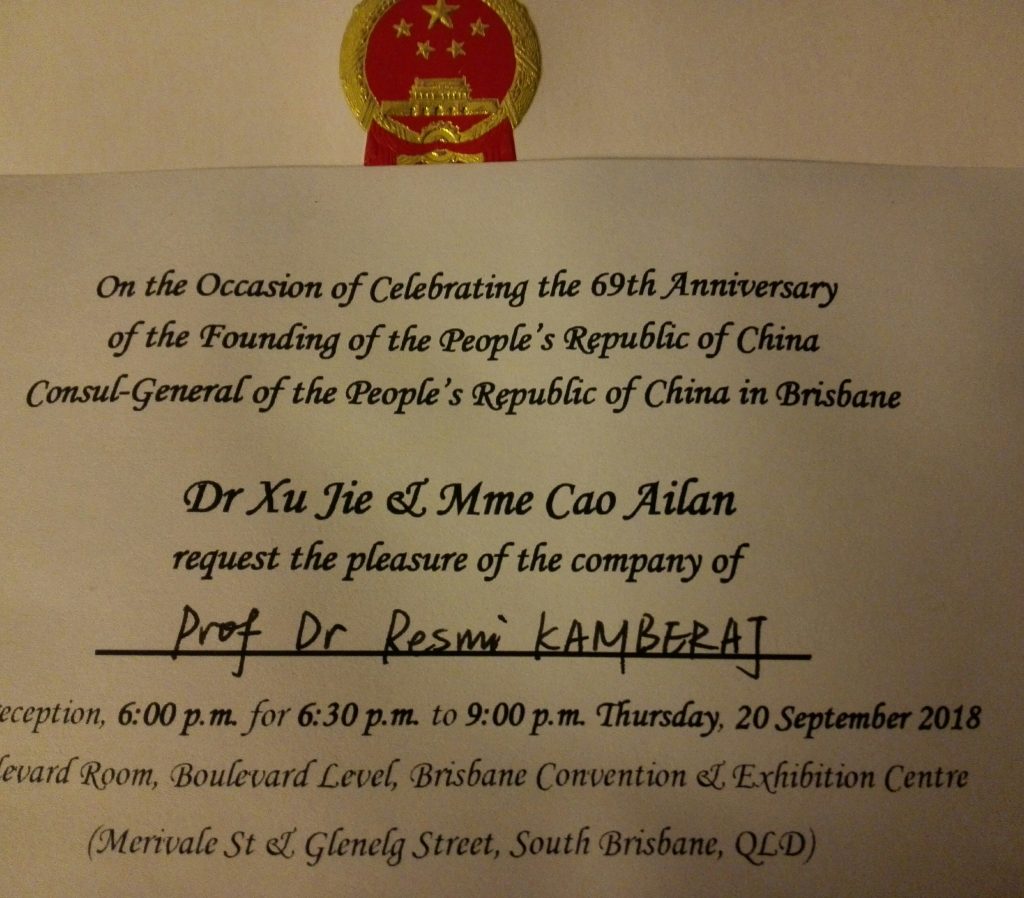 On the Occasion of Celebrating the 69th Anniversary
of the Founding of the People's Republic of China
Consul-General of the People's Republic of China in Brisbane
Dr Xu Jie & Mme Cao Ailan
request the pleasure of the company of
Prof Dr Resmi KAMBERAJ
eception, 6:00 p.m. for 6:30 p.m. to 9:00 p.m. Thursday, 20 September 2018
levard Room, Boulevard Level, Brisbane Convention & Exhibition Centre
(Merivale St & Glenelg Street, South Brisbane, QLD)